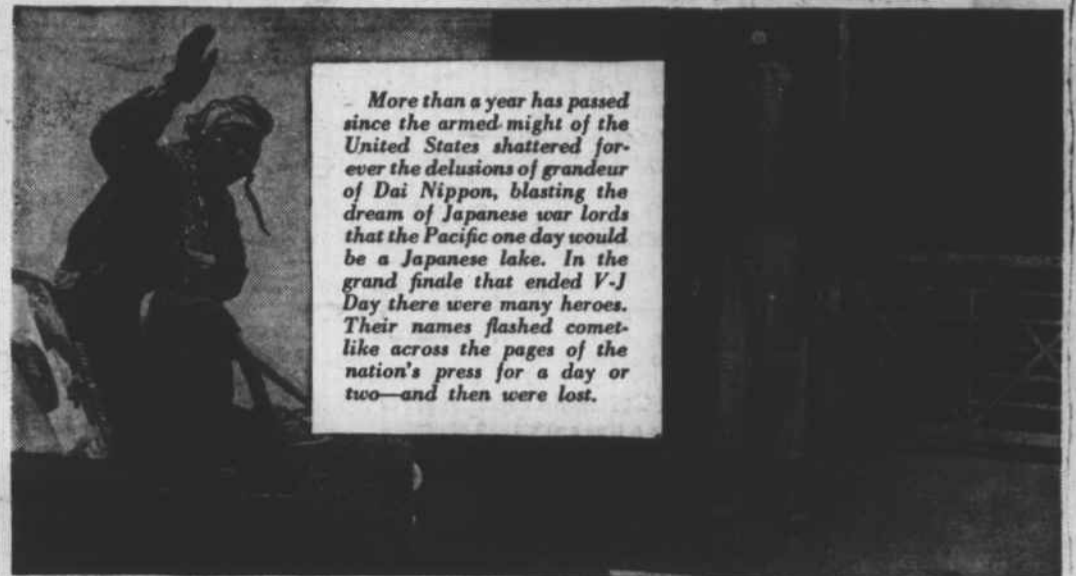 More than a year has passed
since the armed might of the
United States shattered for-
ever the delusions of grandeur
of Dai Nippon, blasting the
dream of Japanese war lords
that the Pacific one day would
be a Japanese lake. In the
grand finale that ended V-J
Day there were many heroes.
Their names flashed comet-
like across the pages of the
nation's press for a day or
two—and then were lost.